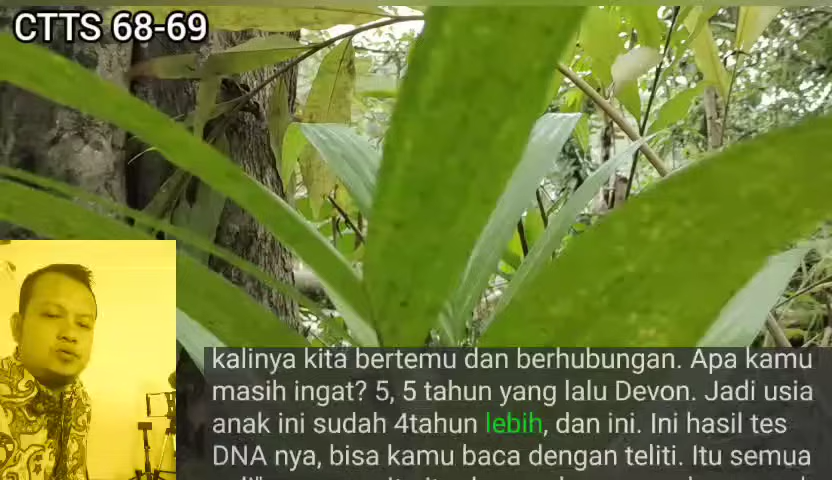 CTTS 68-69
kalinya kita bertemu dan berhubungan. Apa kamu
masih ingat? 5, 5 tahun yang lalu Devon. Jadi usia
anak ini sudah 4tahun lebih, dan ini. Ini hasil tes
DNA nya, bisa kamu baca dengan teliti. Itu semua